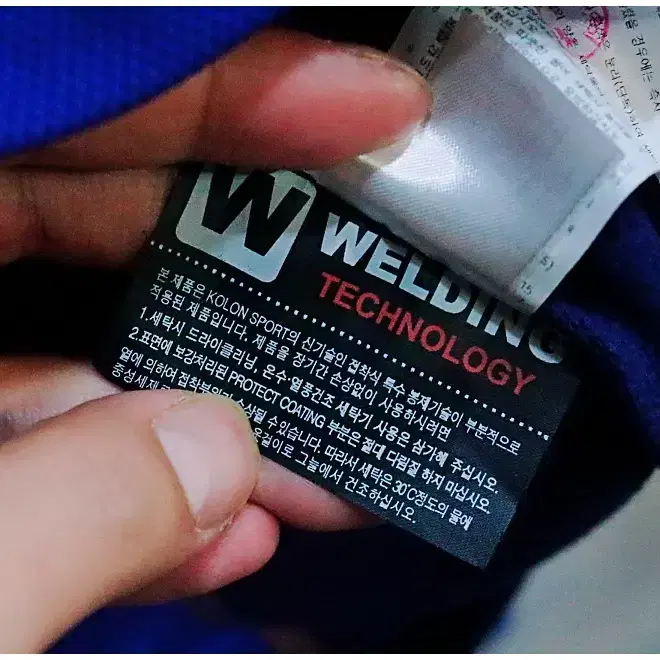 W
WELDING
TECHNOLOGY
본 제품은 KOLON SPORT의 신기술인 접착식 특수 봉제기술이 부분적으로
적용된 제품입니다. 제품을 장기간 손상없이 사용하시려면
1.세탁시 드라이클리닝, 온수·열풍건조 세탁기 사용은 삼가해 주십시오.
2.표면에 보강처리된 PROTECT COATING 부분은 절대 다림질 하지 마십시오.
열에 의하여 접착부위가 손상될 수 있습니다. 따라서 세탁은 30°C정도의 물에
중성세제로 그늘에서 건조하십시오.
15